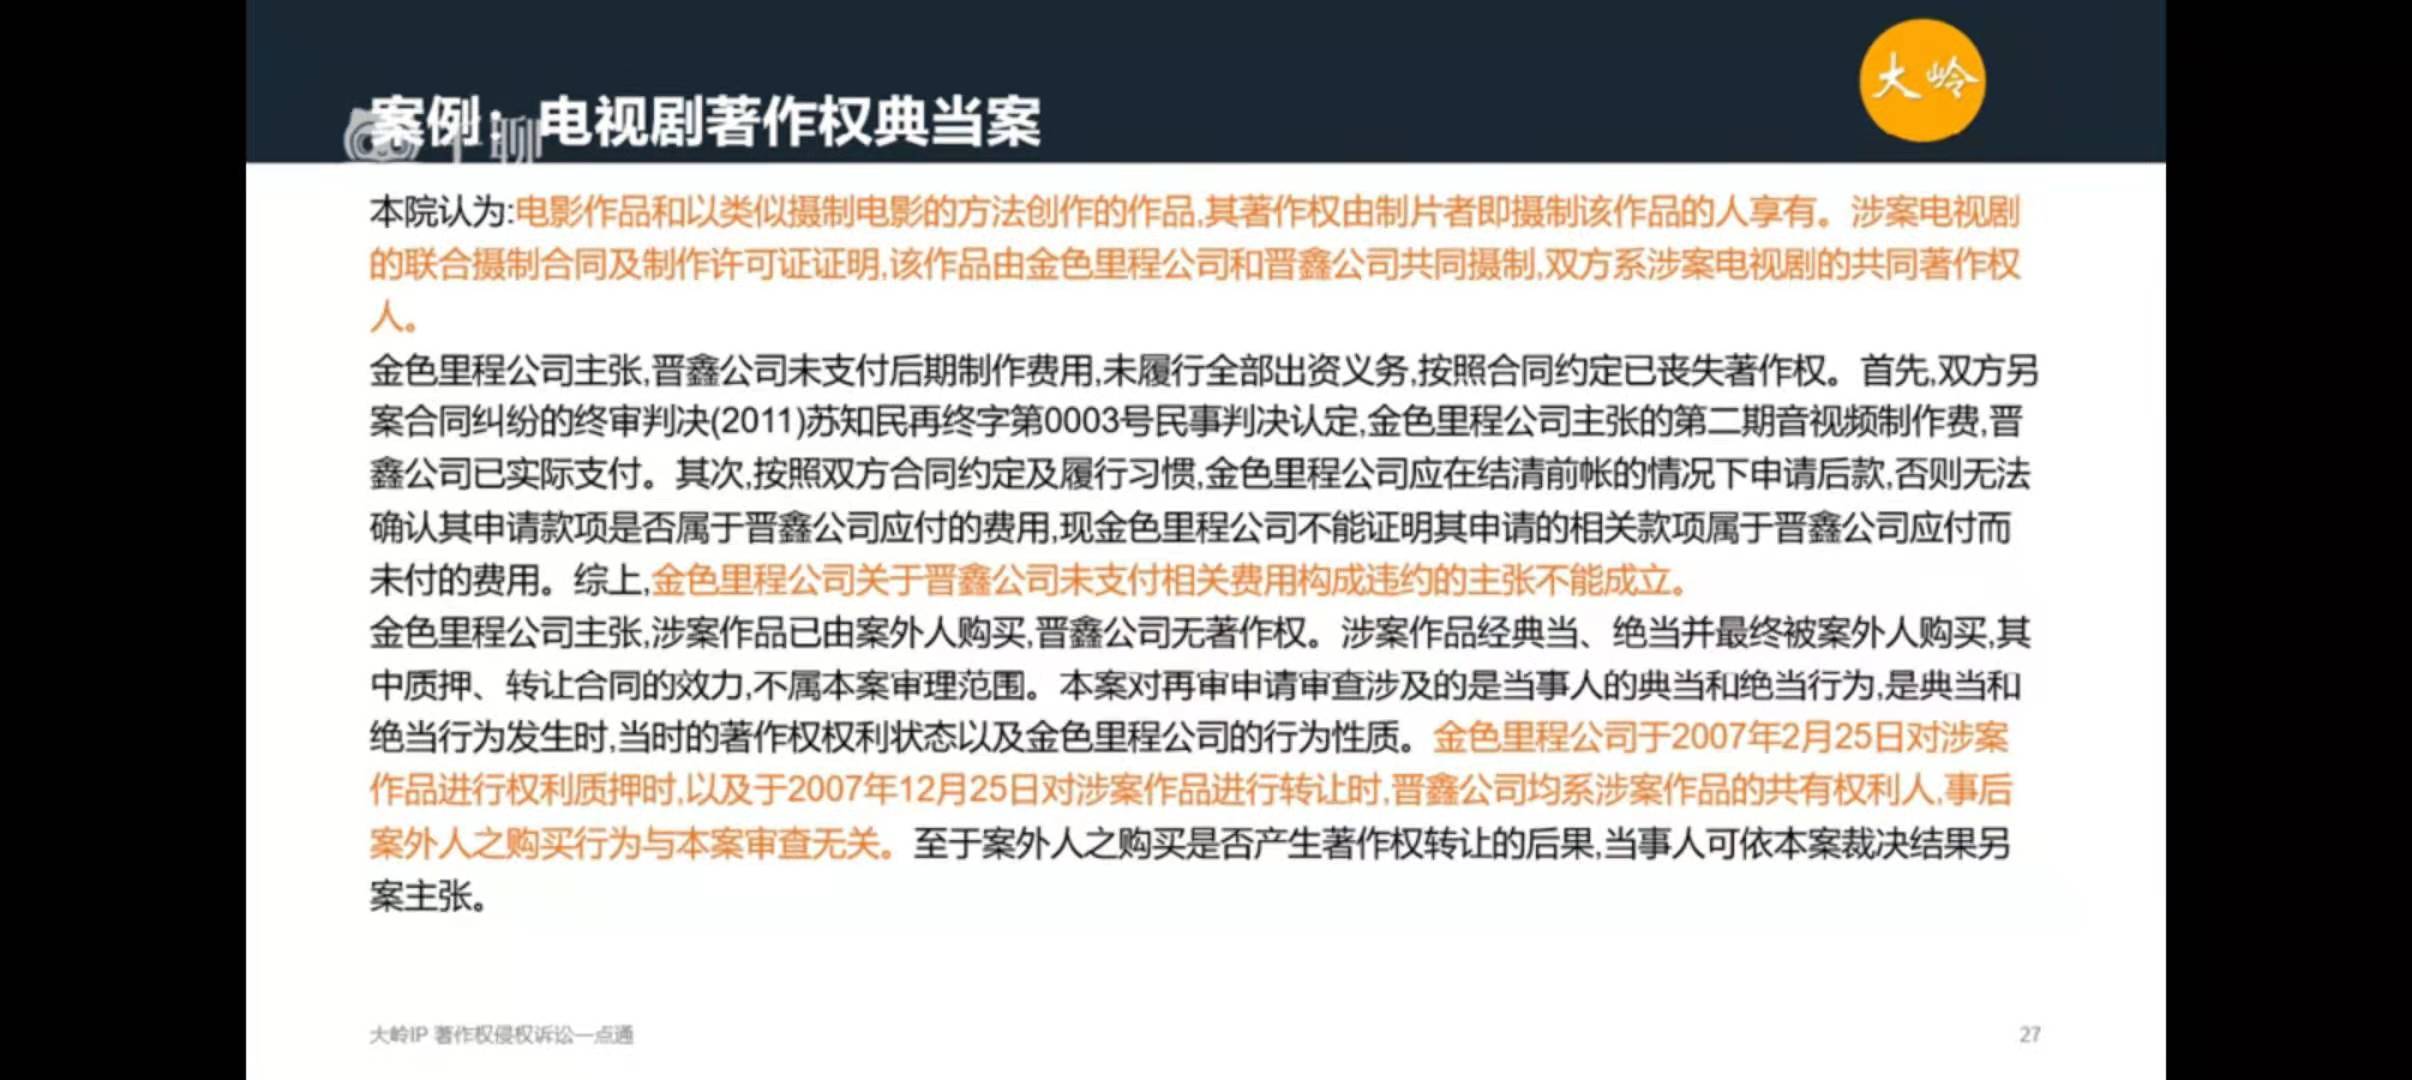 大岭
案例：电视剧著作权典当案
本院认为:电影作品和以类似摄制电影的方法创作的作品,其著作权由制片者即摄制该作品的人享有。涉案电视剧
的联合摄制合同及制作许可证证明,该作品由金色里程公司和晋鑫公司共同摄制,双方系涉案电视剧的共同著作权
人。
金色里程公司主张,晋鑫公司未支付后期制作费用,未履行全部出资义务,按照合同约定已丧失著作权。首先,双方另
案合同纠纷的终审判决(2011)苏知民再终字第0003号民事判决认定,金色里程公司主张的第二期音视频制作费,晋
鑫公司已实际支付。其次,按照双方合同约定及履行习惯,金色里程公司应在结清前帐的情况下申请后款,否则无法
确认其申请款项是否属于晋鑫公司应付的费用,现金色里程公司不能证明其申请的相关款项属于晋鑫公司应付而
未付的费用。综上,金色里程公司关于晋鑫公司未支付相关费用构成违约的主张不能成立。
金色里程公司主张,涉案作品已由案外人购买,晋鑫公司无著作权。涉案作品经典当、绝当并最终被案外人购买,其
中质押、转让合同的效力,不属本案审理范围。本案对再审申请审查涉及的是当事人的典当和绝当行为,是典当和
绝当行为发生时,当时的著作权权利状态以及金色里程公司的行为性质。金色里程公司于2007年2月25日对涉案
作品进行权利质押时,以及于2007年12月25日对涉案作品进行转让时,晋鑫公司均系涉案作品的共有权利人,事后
案外人之购买行为与本案审查无关。至于案外人之购买是否产生著作权转让的后果,当事人可依本案裁决结果另
案主张。
大岭IP 著作权侵权诉讼一点通
27